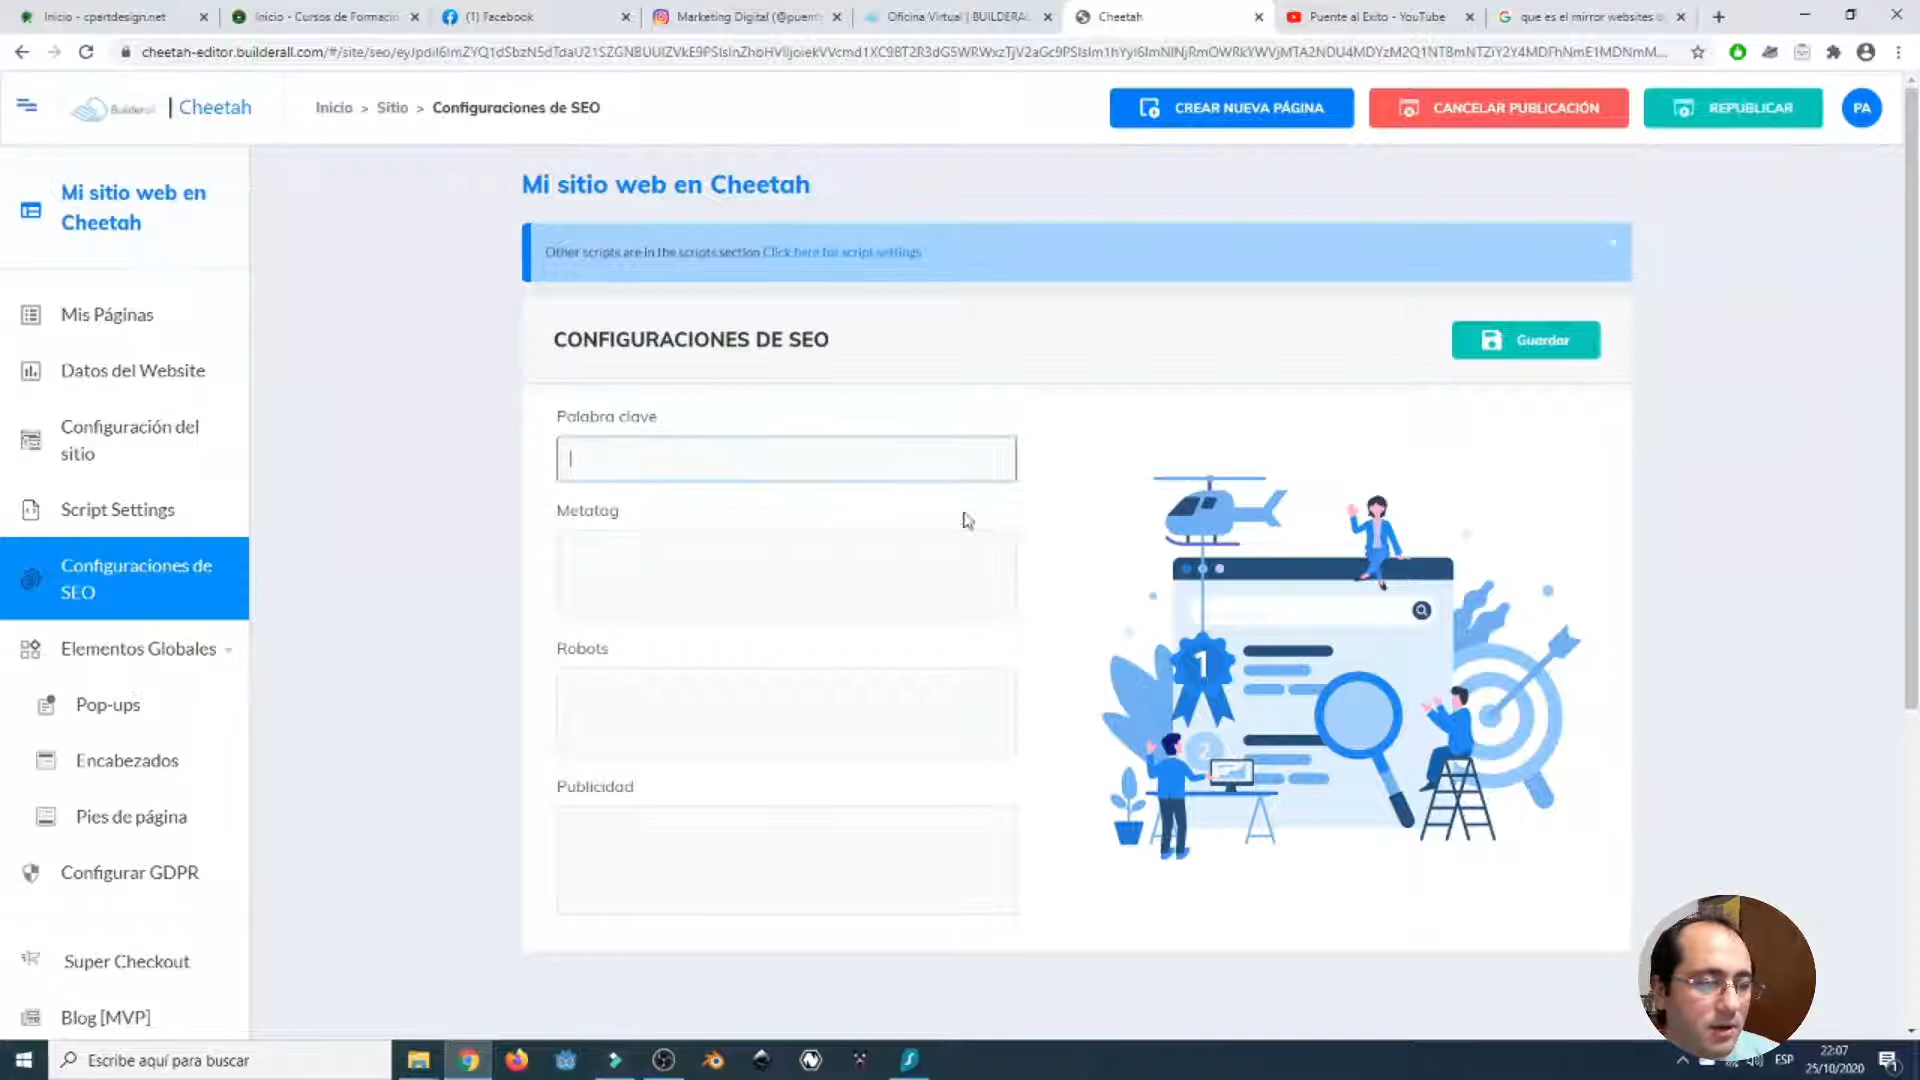 Inicio - cpartdesign.net
Inicio - Cursos de Formació
(1) Facebook
Marketing Digital (@puent
Oficina Virtual | BUILDERA
Cheetah
Puente al Exito - YouTube
que es el mirror websites
Builderall | Cheetah
Inicio > Sitio > Configuraciones de SEO
CREAR NUEVA PÁGINA
CANCELAR PUBLICACIÓN
REPUBLICAR
PA
Mi sitio web en
Cheetah
Mis Páginas
Datos del Website
Configuración del
sitio
Script Settings
Configuraciones de
SEO
Elementos Globales
Pop-ups
Encabezados
Pies de página
Configurar GDPR
Super Checkout
Blog [MVP]
Mi sitio web en Cheetah
Other scripts are in the scripts section Click here for script settings
CONFIGURACIONES DE SEO
Guardar
Palabra clave
Metatag
Robots
Publicidad
1
2
Escribe aquí para buscar
ESP
22:07
25/10/2020